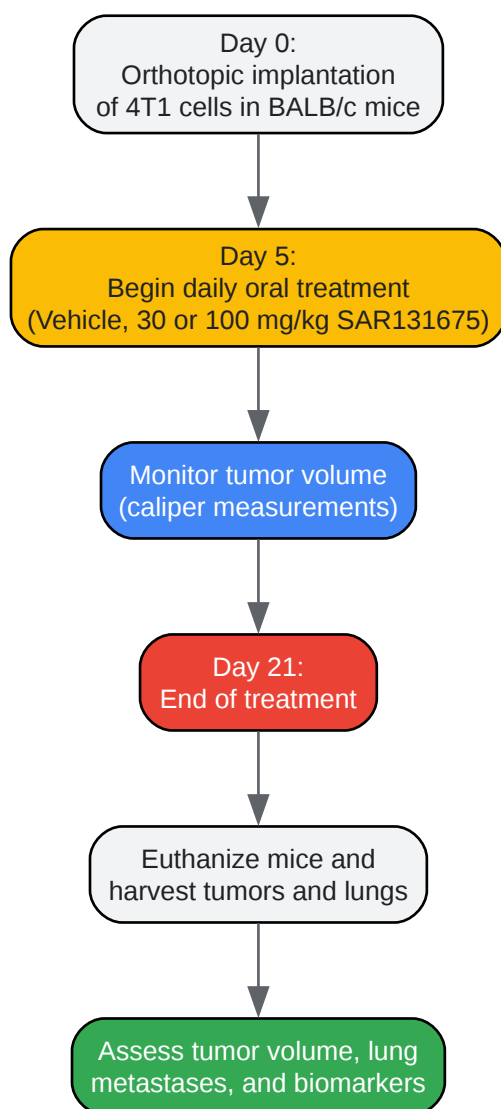 Day 0:
Orthotopic implantation
of 4T1 cells in BALB/c mice
Day 5:
Begin daily oral treatment
(Vehicle, 30 or 100 mg/kg SAR131675)
Monitor tumor volume
(caliper measurements)
Day 21:
End of treatment
Euthanize mice and
harvest tumors and lungs
Assess tumor volume, lung
metastases, and biomarkers